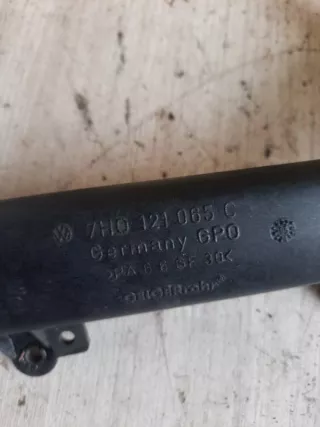 7H0 121 065 C
Germany GPO
>PA 6 6 GF 30<